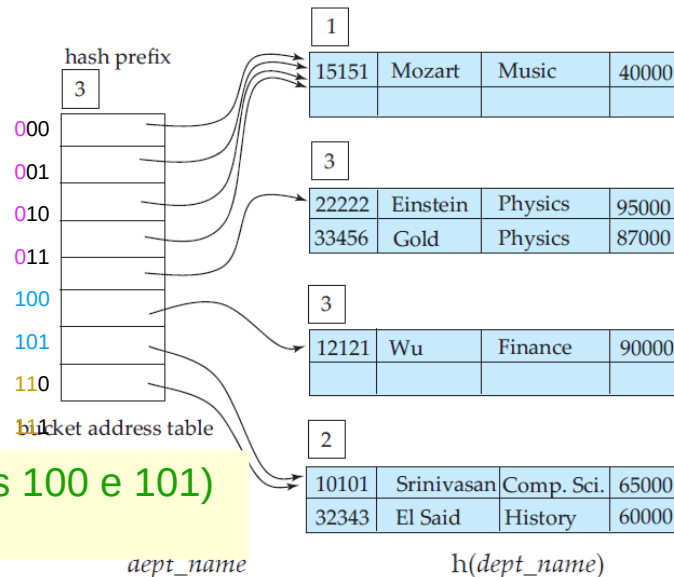 hash prefix
3
000
001
010
011
100
101
110
111
bucket address table
1
15151 Mozart Music 40000
3
22222 Einstein Physics 95000
33456 Gold Physics 87000
3
12121 Wu Finance 90000
2
10101 Srinivasan Comp. Sci. 65000
32343 El Said History 60000
s 100 e 101)
dept_name h(dept_name)